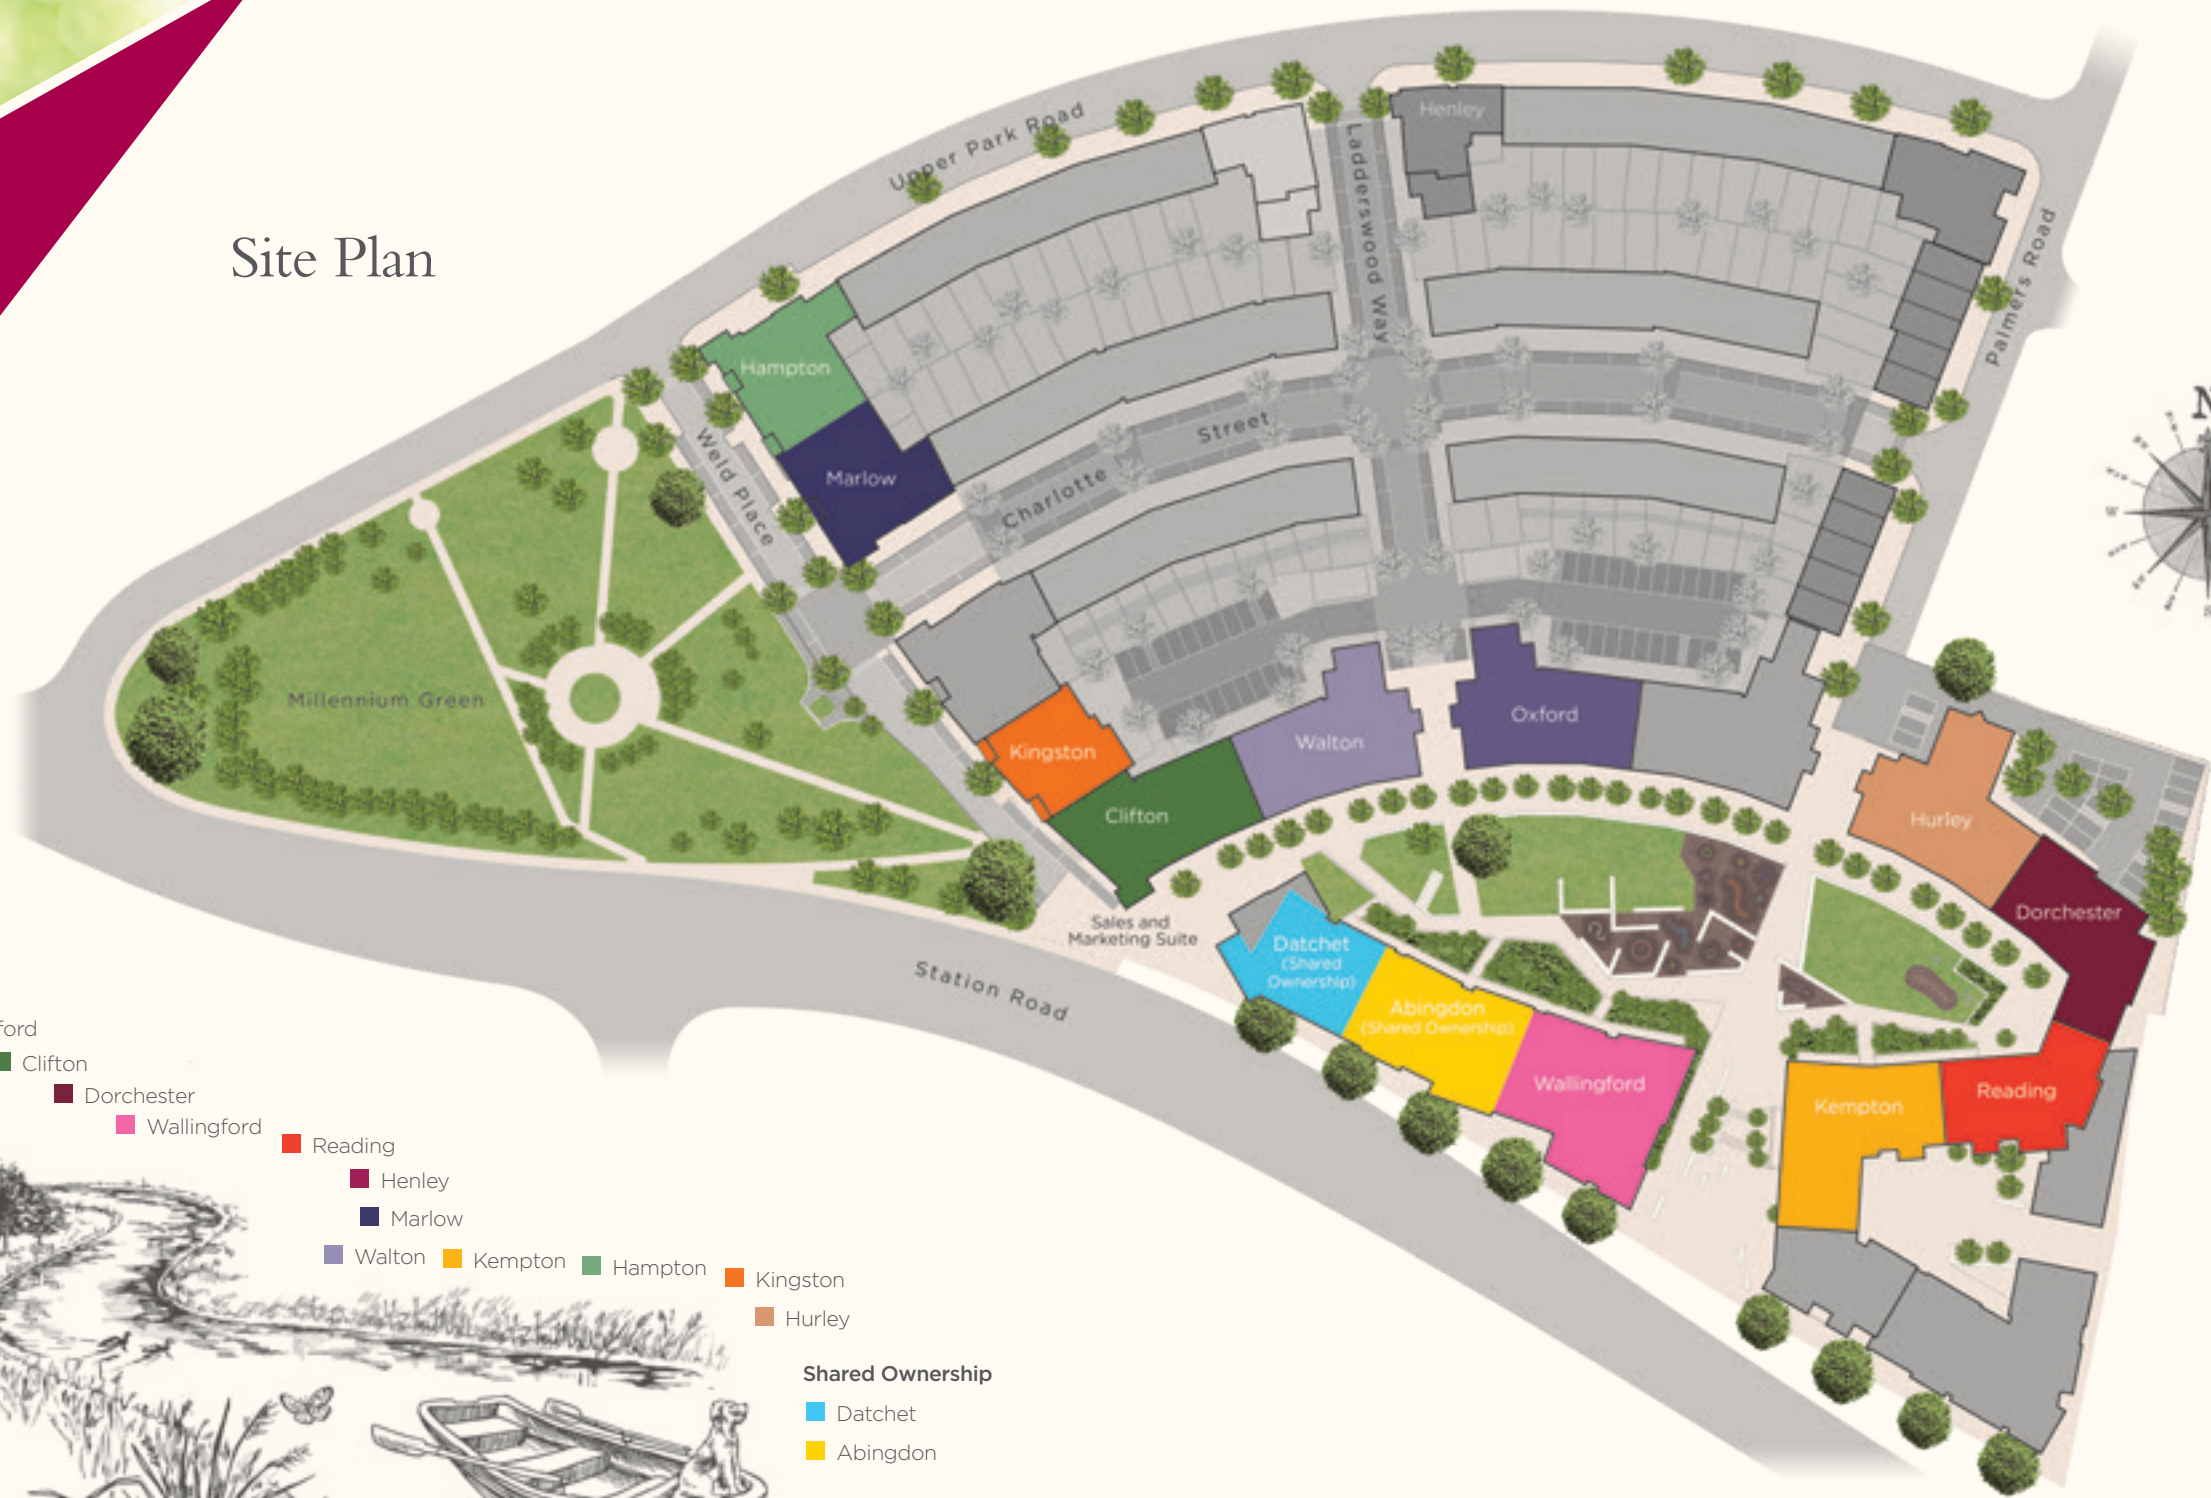 Site Plan
Upper Park Road
Henley
Ladderswood Way
Palmers Road
Hampton
Marlow
Weld Place
Charlotte Street
N
W
Millennium Green
Kingston
Clifton
Walton
Oxford
Hurley
Dorchester
Sales and
Marketing Suite
Datchet
(Shared
Ownership)
Abingdon
(Shared Ownership)
Wallingford
Kempton
Reading
Station Road
ford
Clifton
Dorchester
Wallingford
Reading
Henley
Marlow
Walton
Kempton
Hampton
Kingston
Hurley
Shared Ownership
Datchet
Abingdon